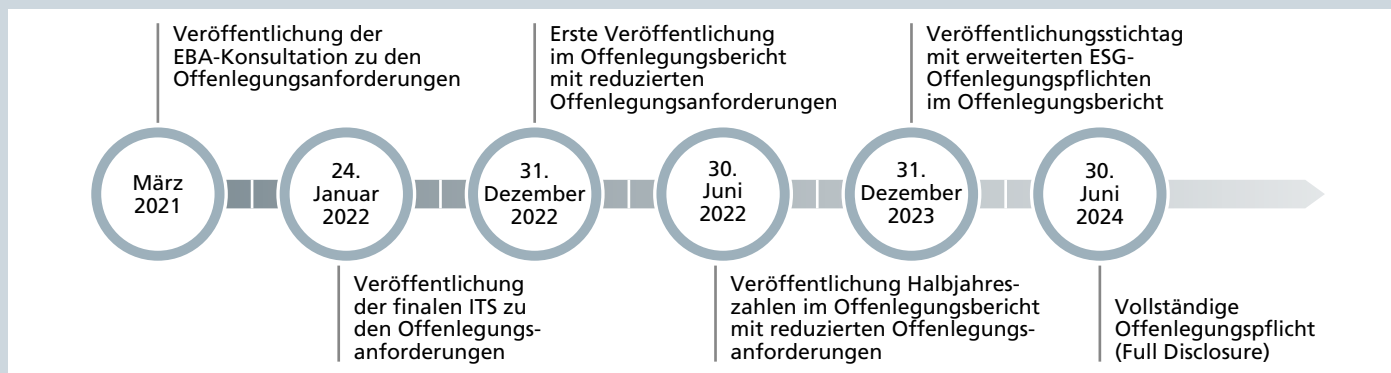 Veröffentlichung der
EBA-Konsultation zu den
Offenlegungsanforderungen
Erste Veröffentlichung
im Offenlegungsbericht
mit reduzierten
Offenlegungsanforderungen
Veröffentlichungsstichtag
mit erweiterten ESG-
Offenlegungspflichten
im Offenlegungsbericht
März
2021
24.
Januar
2022
31.
Dezember
2022
30.
Juni
2022
31.
Dezember
2023
30.
Juni
2024
Veröffentlichung
der finalen ITS zu
den Offenlegungs-
anforderungen
Veröffentlichung Halbjahres-
zahlen im Offenlegungsbericht
mit reduzierten Offenlegungs-
anforderungen
Vollständige
Offenlegungspflicht
(Full Disclosure)